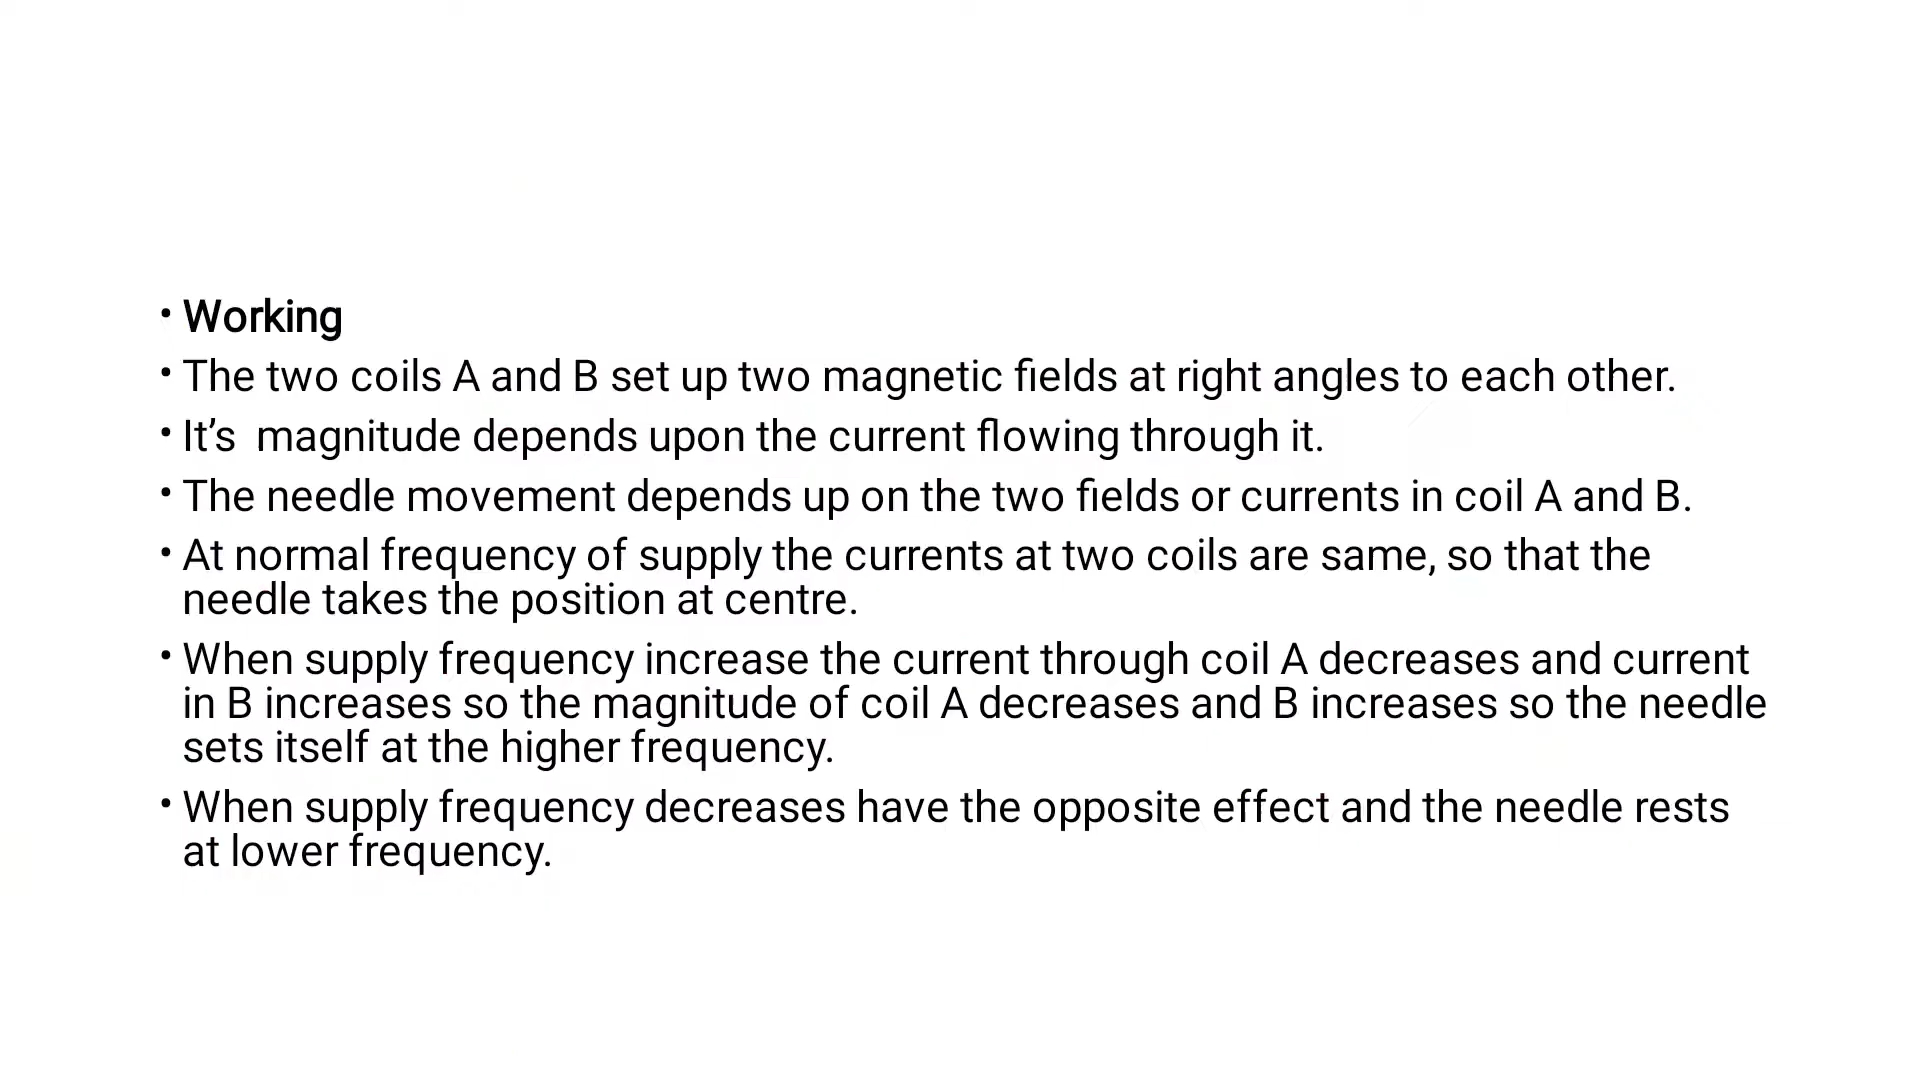 • Working
• The two coils A and B set up two magnetic fields at right angles to each other.
• It’s  magnitude depends upon the current flowing through it.
• The needle movement depends up on the two fields or currents in coil A and B.
• At normal frequency of supply the currents at two coils are same, so that the
needle takes the position at centre.
• When supply frequency increase the current through coil A decreases and current
in B increases so the magnitude of coil A decreases and B increases so the needle
sets itself at the higher frequency.
• When supply frequency decreases have the opposite effect and the needle rests
at lower frequency.